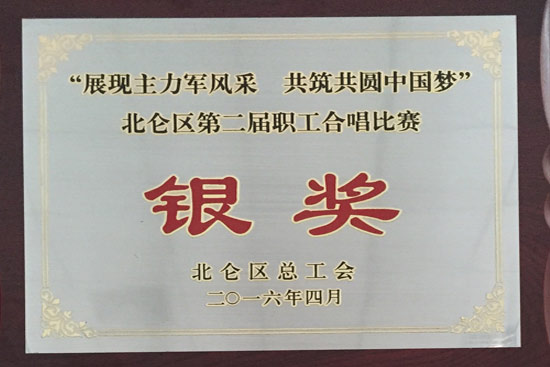 “展现主力军风采　共筑共圆中国梦”
北仑区第二届职工合唱比赛
银奖
北仑区总工会
二〇一六年四月